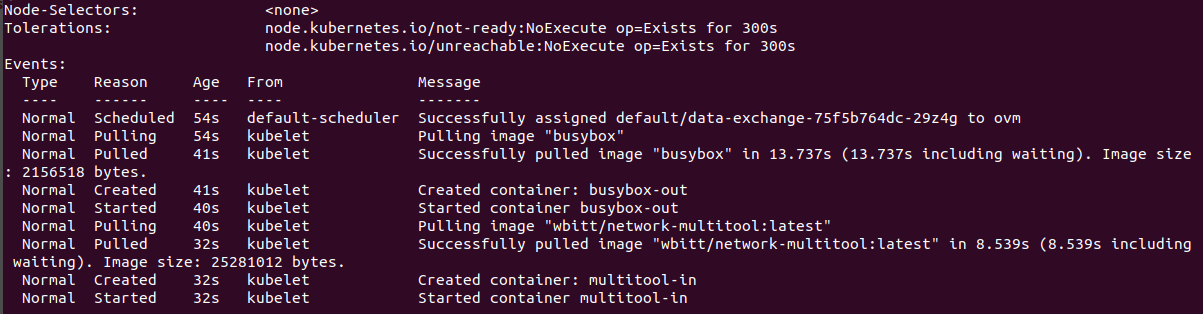 Node-Selectors:              <none>
Tolerations:                 node.kubernetes.io/not-ready:NoExecute op=Exists for 300s
                             node.kubernetes.io/unreachable:NoExecute op=Exists for 300s
Events:
  Type    Reason     Age   From               Message
  ----    ------     ----  ----               -------
  Normal  Scheduled  54s   default-scheduler  Successfully assigned default/data-exchange-75f5b764dc-29z4g to ovm
  Normal  Pulling    54s   kubelet            Pulling image "busybox"
  Normal  Pulled     41s   kubelet            Successfully pulled image "busybox" in 13.737s (13.737s including waiting). Image size
: 2156518 bytes.
  Normal  Created    41s   kubelet            Created container: busybox-out
  Normal  Started    40s   kubelet            Started container busybox-out
  Normal  Pulling    40s   kubelet            Pulling image "wbitt/network-multitool:latest"
  Normal  Pulled     32s   kubelet            Successfully pulled image "wbitt/network-multitool:latest" in 8.539s (8.539s including
 waiting). Image size: 25281012 bytes.
  Normal  Created    32s   kubelet            Created container: multitool-in
  Normal  Started    32s   kubelet            Started container multitool-in